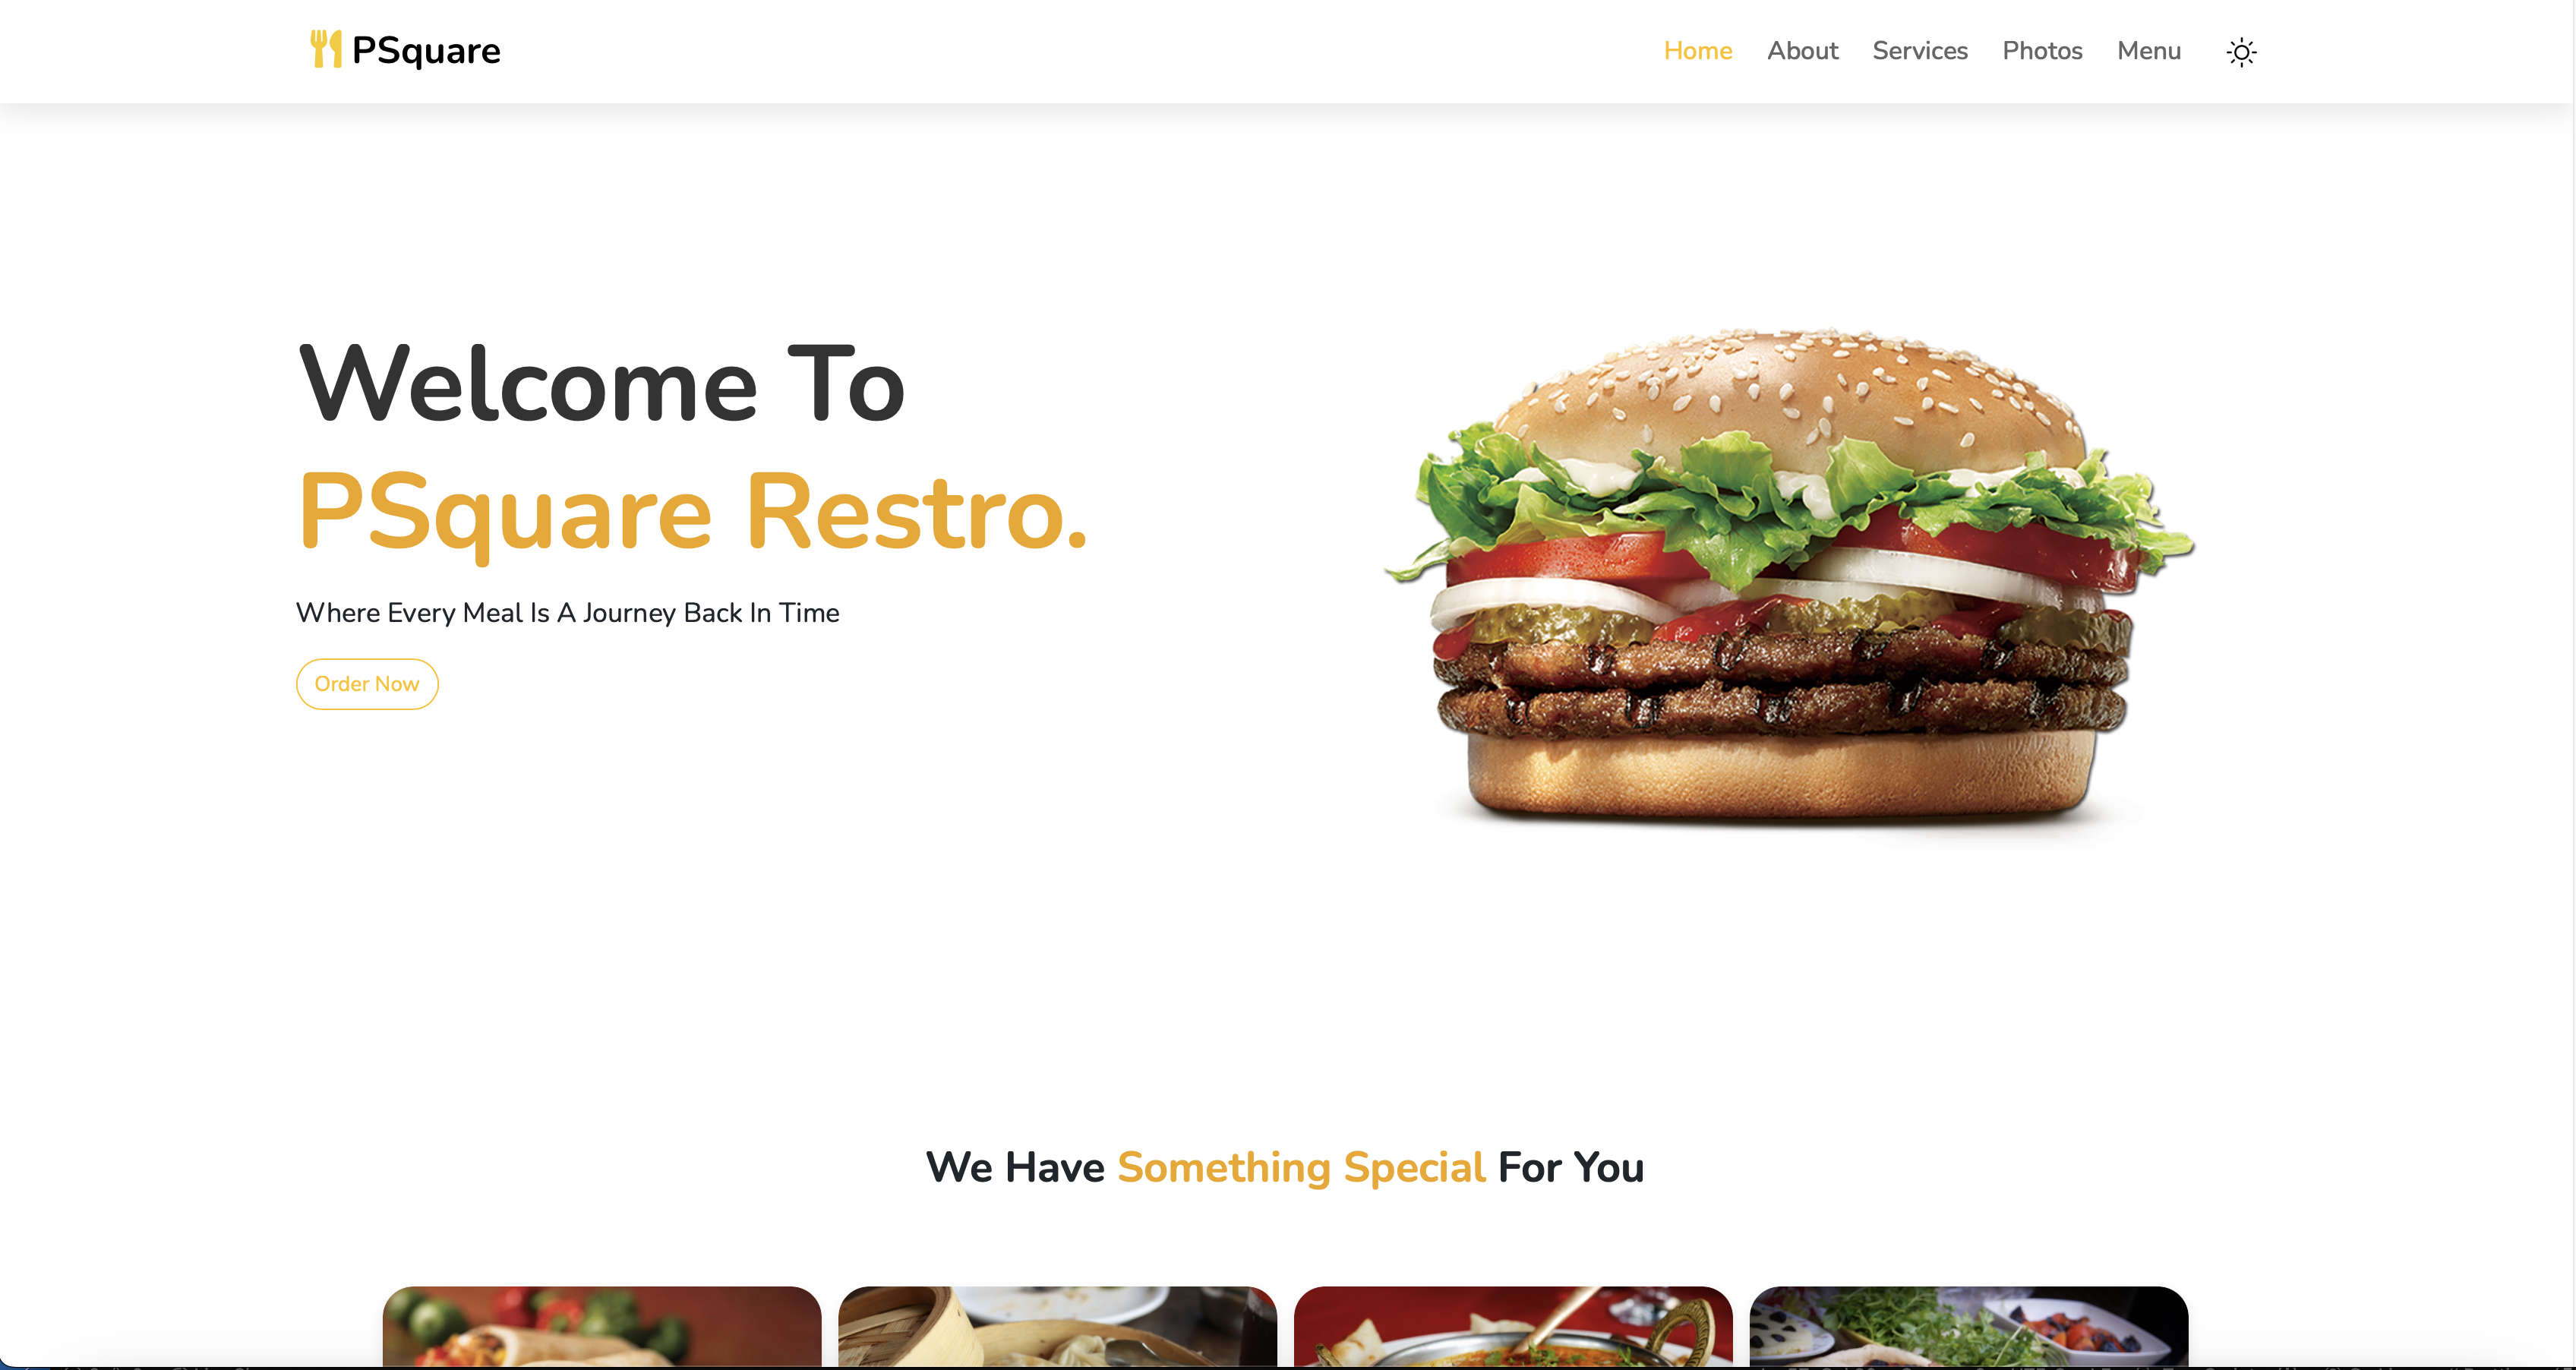 PSquare
Home About Services Photos Menu
Welcome To
PSquare Restro.
Where Every Meal Is A Journey Back In Time
Order Now
We Have Something Special For You